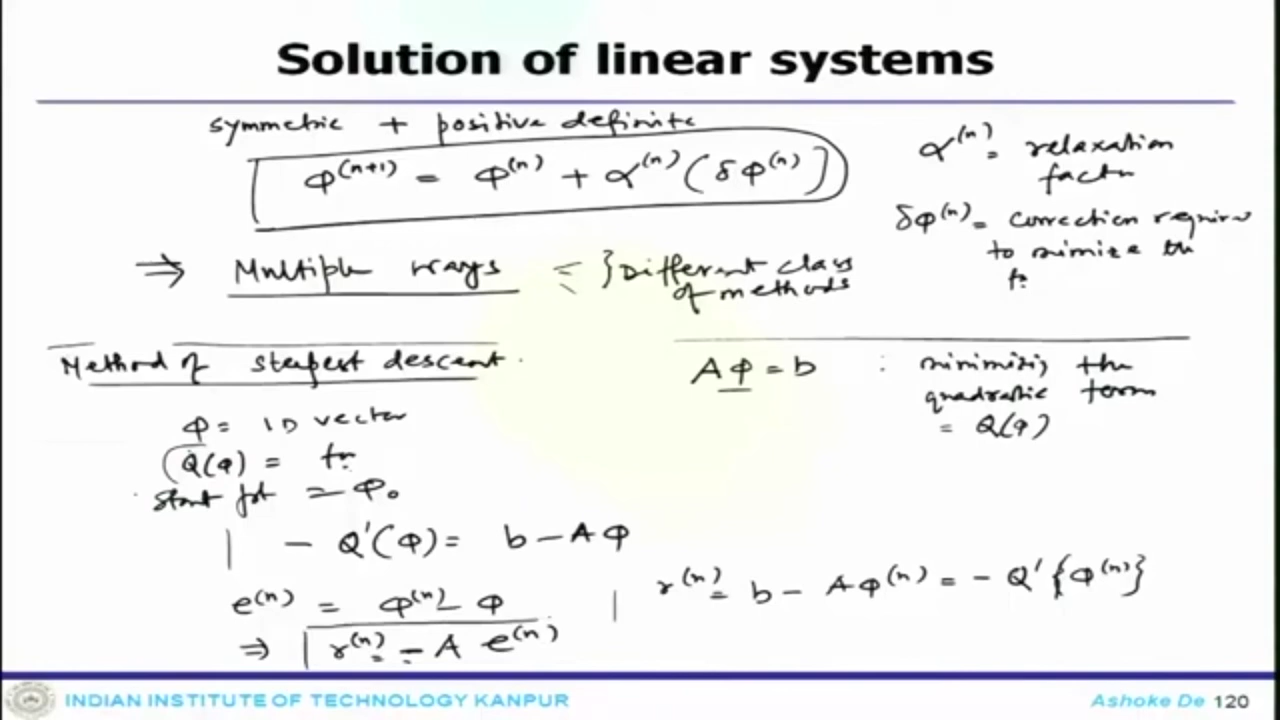 Solution of linear systems
symmetric + positive definite
φ^(n+1) = φ^(n) + α^(n) (δφ^(n))
α^(n) = relaxation
factor
δφ^(n) = correction required
to minimize the
⇒ Multiple ways = } Different class
of methods
Method of steepest descent.
Aφ = b : minimizing the
quadratic term
= Q(φ)
φ = 1D vector
Q(φ) = fn
start = φ₀
- Q'(φ) = b - Aφ
e^(n) = φ^(n) - φ | r^(n) = b - Aφ^(n) = - Q'{φ^(n)}
⇒ r^(n) = - A e^(n)
INDIAN INSTITUTE OF TECHNOLOGY KANPUR
Ashoke De 120